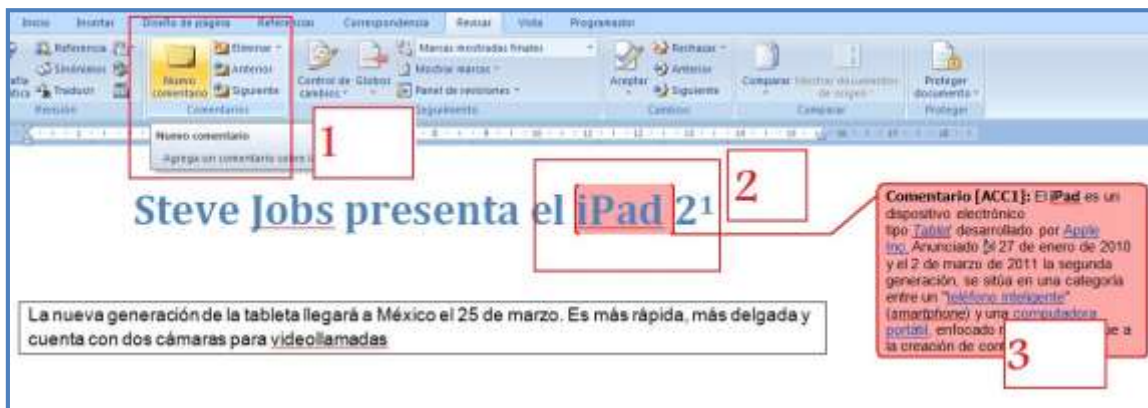 Inicio Insertar Diseño de página Referencias Correspondencia Revisar Vista Programador
Referencia Eliminar Marcas mostradas finales Rechazar
Sinónimos Anterior Mostrar marcas Anterior
Traducir Siguiente Panel de revisiones Siguiente
Nuevo comentario Control de cambios Globos Aceptar Comparar Mostrar documentos de origen Proteger documento
Revisión Comentarios Seguimiento Cambios Comparar Proteger
Nuevo comentario
Agrega un comentario sobre
1
2
Steve Jobs presenta el iPad 2¹
Comentario [ACC1]: El iPad es un
dispositivo electrónico
tipo Tablet desarrollado por Apple
Inc. Anunciado el 27 de enero de 2010
y el 2 de marzo de 2011 la segunda
generación, se sitúa en una categoría
entre un "teléfono inteligente"
(smartphone) y una computadora
portátil, enfocado
la creación de
3
La nueva generación de la tableta llegará a México el 25 de marzo. Es más rápida, más delgada y
cuenta con dos cámaras para videollamadas